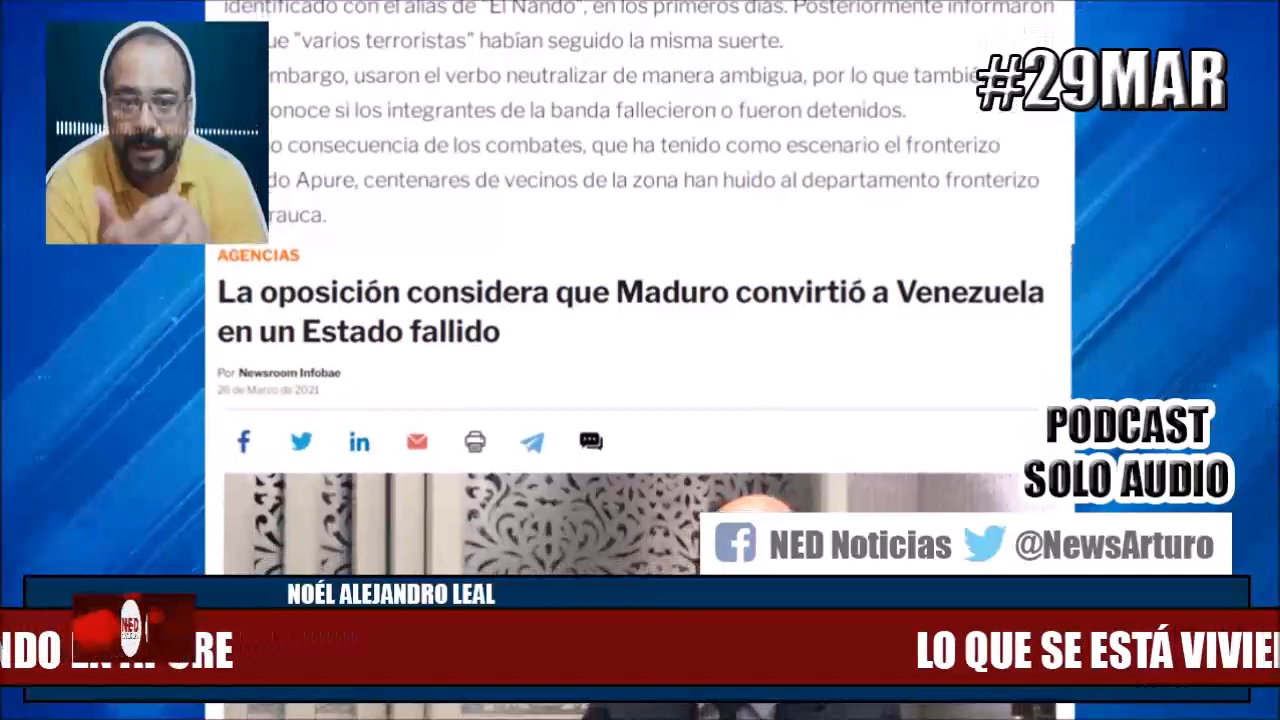 identificado con el alias de "El Nando", en los primeros días. Posteriormente informaron
ue "varios terroristas" habían seguido la misma suerte.
mbargo, usaron el verbo neutralizar de manera ambigua, por lo que tambié
onoce si los integrantes de la banda fallecieron o fueron detenidos.
o consecuencia de los combates, que ha tenido como escenario el fronterizo
do Apure, centenares de vecinos de la zona han huido al departamento fronterizo
rauca.
#29MAR
AGENCIAS
La oposición considera que Maduro convirtió a Venezuela
en un Estado fallido
Por Newsroom Infobae
28 de Marzo de 2021
PODCAST
SOLO AUDIO
NED Noticias @NewsArturo
NOÉL ALEJANDRO LEAL
NED
NDO
RE
LO QUE SE ESTÁ VIVIE